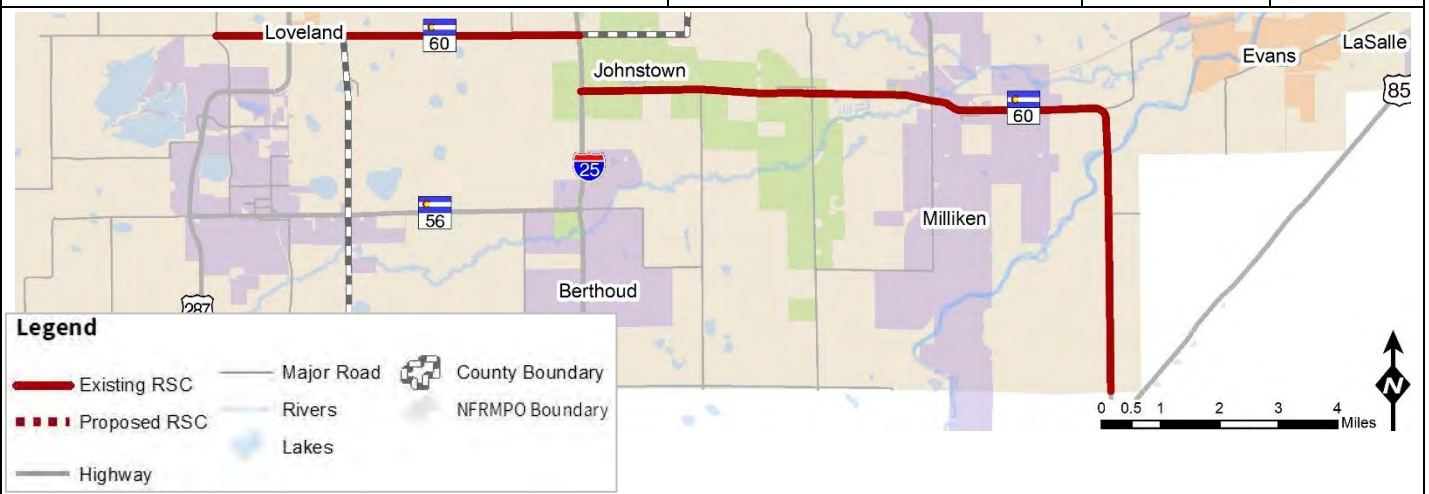 Loveland
60
Johnstown
Evans
LaSalle
85
60
25
56
Milliken
Berthoud
287
Legend
Existing RSC
Proposed RSC
Highway
Major Road
Rivers
Lakes
County Boundary
NFRMPO Boundary
N
0 0.5 1 2 3 4
Miles